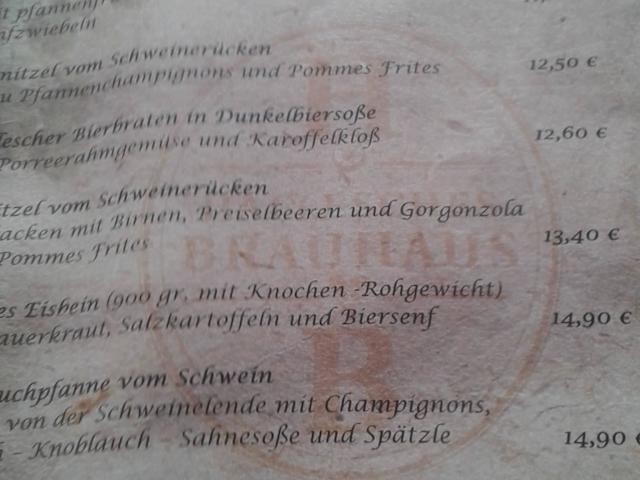 nitzel vom Schweinerücken
u Pfannenchampignons und Pommes Frites 12,50 €
fescher Bierbraten in Dunkelbiersoße
Porreerahmgemüse und Karoffelkloß 12,60 €
tzel vom Schweinerücken
acken mit Birnen, Preiselbeeren und Gorgonzola
Pommes Frites 13,40 €
BRAUHAUS
es Eisbein (900 gr. mit Knochen -Rohgewicht)
auerkraut, Salzkartoffeln und Biersenf 14,90 €
uchpfanne vom Schwein
von der Schweinelende mit Champignons,
– Knoblauch – Sahnesoße und Spätzle 14,90 €